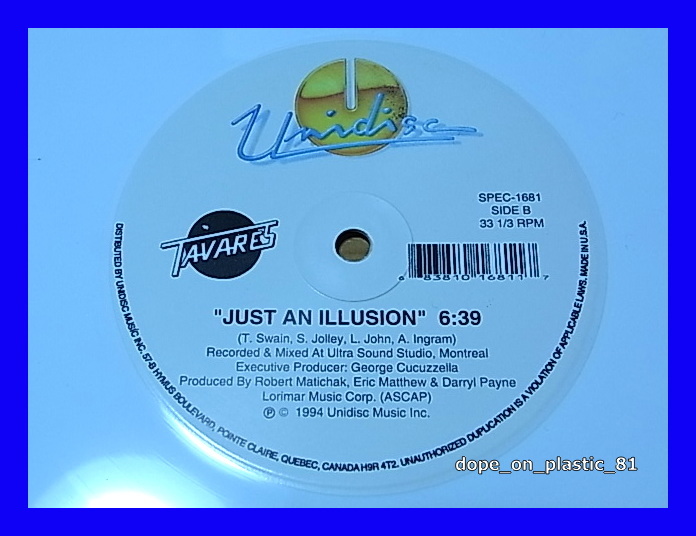 Unidisc
SPEC-1681
SIDE B
33 1/3 RPM
TAVARES
6 83810 16811 7
"JUST AN ILLUSION" 6:39
(T. Swain, S. Jolley, L. John, A. Ingram)
Recorded & Mixed At Ultra Sound Studio, Montreal
Executive Producer: George Cucuzzella
Produced By Robert Matichak, Eric Matthew & Darryl Payne
Lorimar Music Corp. (ASCAP)
℗ © 1994 Unidisc Music Inc.
DISTRIBUTED BY UNIDISC MUSIC INC. 57-B HYMUS BOULEVARD, POINTE CLAIRE, QUEBEC, CANADA H9R 4T2. UNAUTHORIZED DUPLICATION IS A VIOLATION OF APPLICABLE LAWS. MADE IN U.S.A.
dope_on_plastic_81